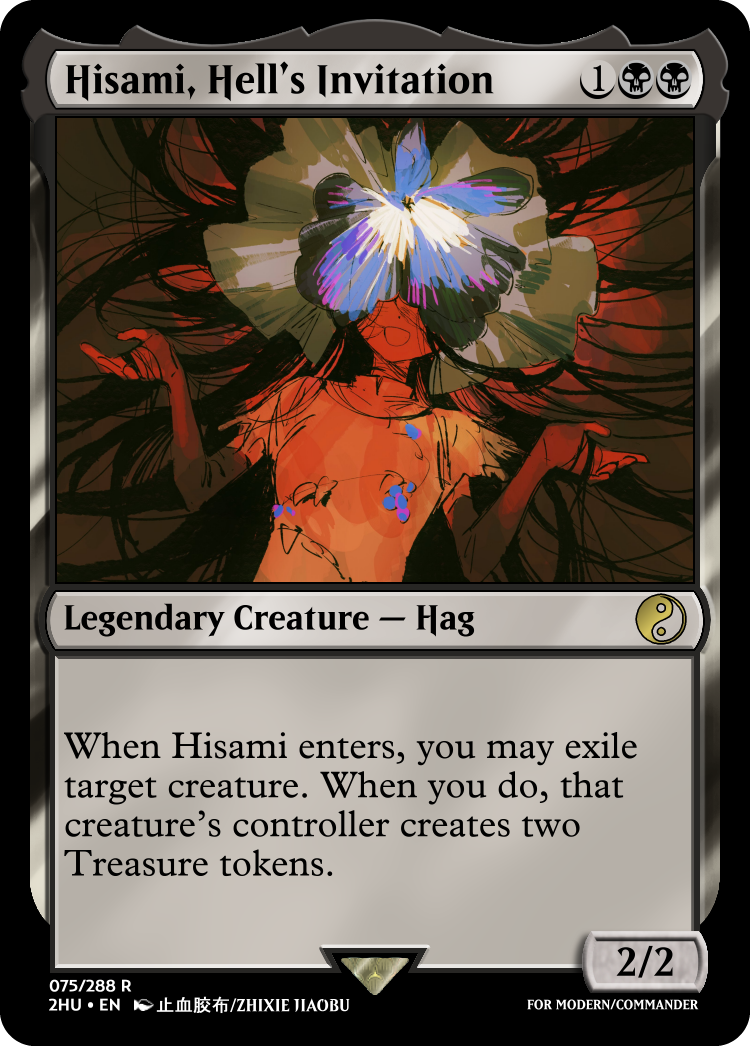 Hisami, Hell's Invitation 1
Legendary Creature — Hag
When Hisami enters, you may exile
target creature. When you do, that
creature's controller creates two
Treasure tokens.
2/2
075/288 R
2HU • EN 止血胶布/ZHIXIE JIAOBU
FOR MODERN/COMMANDER